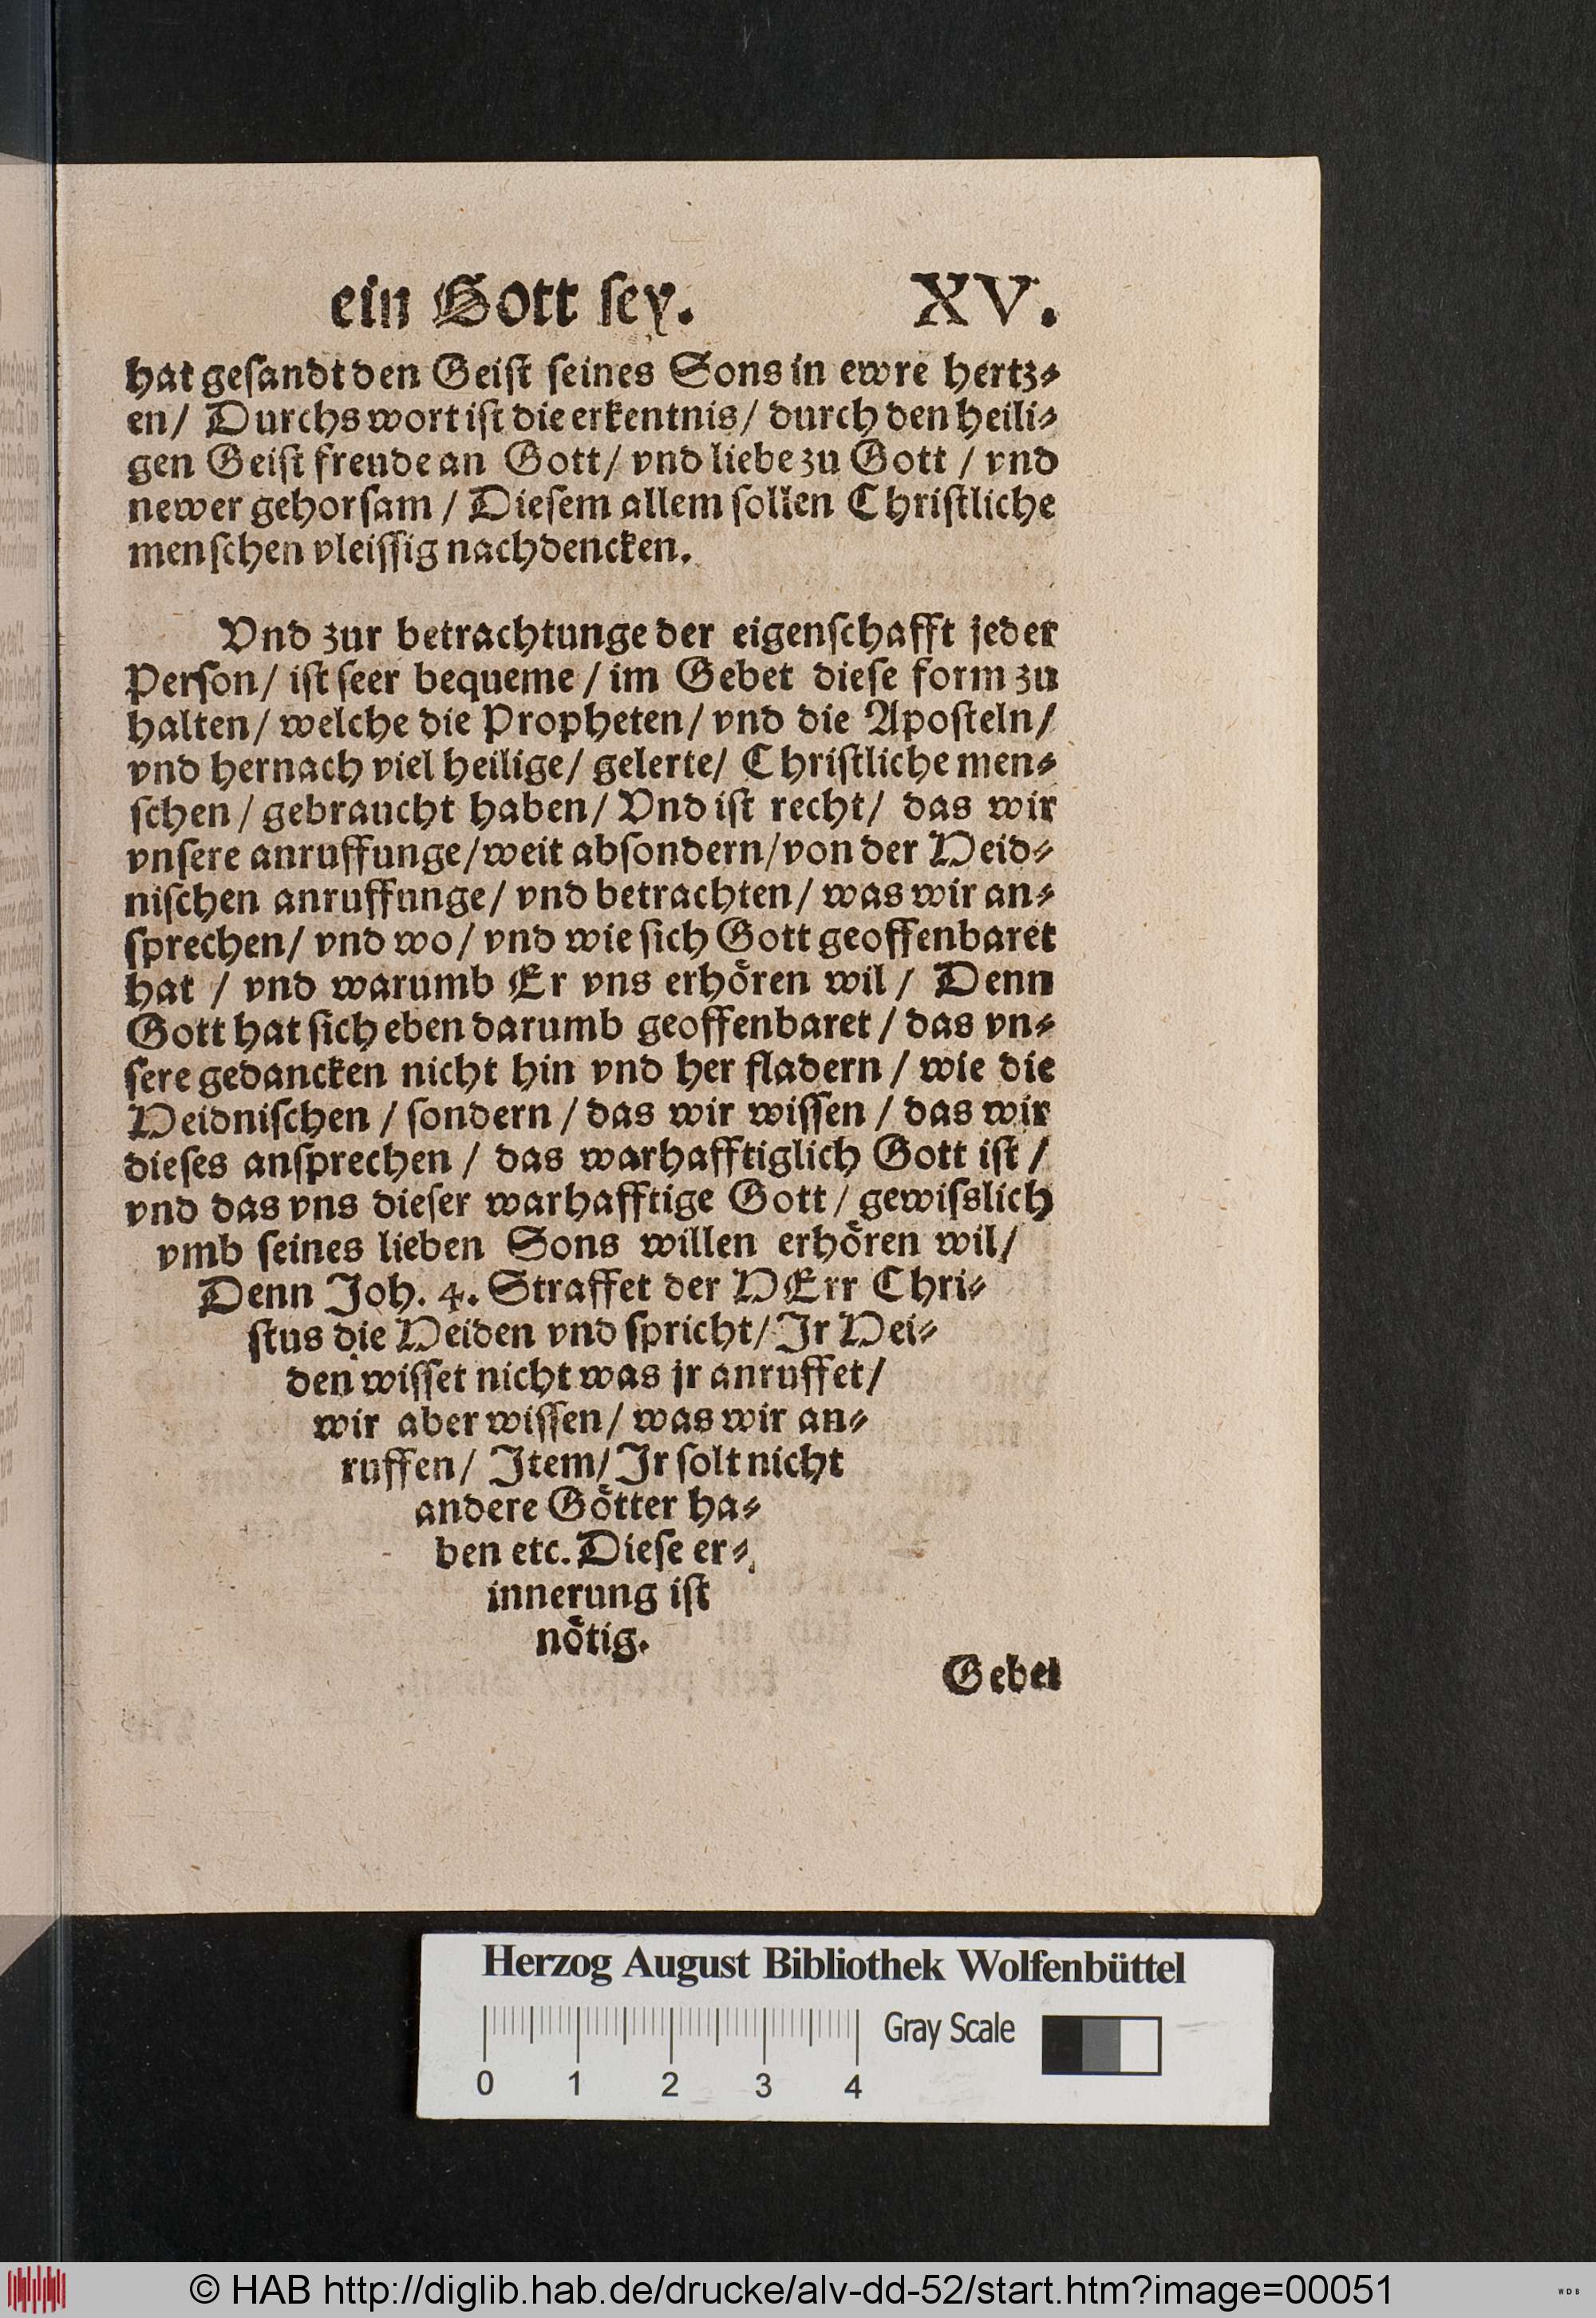 ein Gott ſey. XV.
hat geſandt den Geiſt ſeines Sons in ewre hertz⸗
en/ Durchs wort iſt die erkentnis/ durch den heili⸗
gen Geiſt freude an Gott/ vnd liebe zu Gott / vnd
newer gehorſam / Dieſem allem ſollen Chriſtliche
menſchen vleiſſig nachdencken.
Vnd zur betrachtunge der eigenſchafft jeder
Perſon/ iſt ſeer bequeme / im Gebet dieſe form zu
halten/ welche die Propheten/ vnd die Apoſteln/
vnd hernach viel heilige/ gelerte/ Chriſtliche men⸗
ſchen / gebraucht haben/ Vnd iſt recht/ das wir
vnſere anruffunge/weit abſondern/von der Heid⸗
niſchen anruffunge/ vnd betrachten/ was wir an⸗
ſprechen/ vnd wo/ vnd wie ſich Gott geoffenbaret
hat / vnd warumb Er vns erhören wil / Denn
Gott hat ſich eben darumb geoffenbaret / das vn⸗
ſere gedancken nicht hin vnd her fladern / wie die
Heidniſchen / ſondern / das wir wiſſen / das wir
dieſes anſprechen / das warhafftiglich Gott iſt /
vnd das vns dieſer warhafftige Gott / gewiſslich
vmb ſeines lieben Sons willen erhören wil/
Denn Joh. 4. Straffet der HErr Chri⸗
ſtus die Heiden vnd ſpricht/ Jr Hei⸗
den wiſſet nicht was jr anruffet/
wir aber wiſſen/ was wir an⸗
ruffen/ Jtem/ Jr ſolt nicht
andere Götter ha⸗
ben etc. Dieſe er⸗
innerung iſt
nötig.
Gebet
Herzog August Bibliothek Wolfenbüttel
Gray Scale
0 1 2 3 4
© HAB http://diglib.hab.de/drucke/alv-dd-52/start.htm?image=00051
WDB